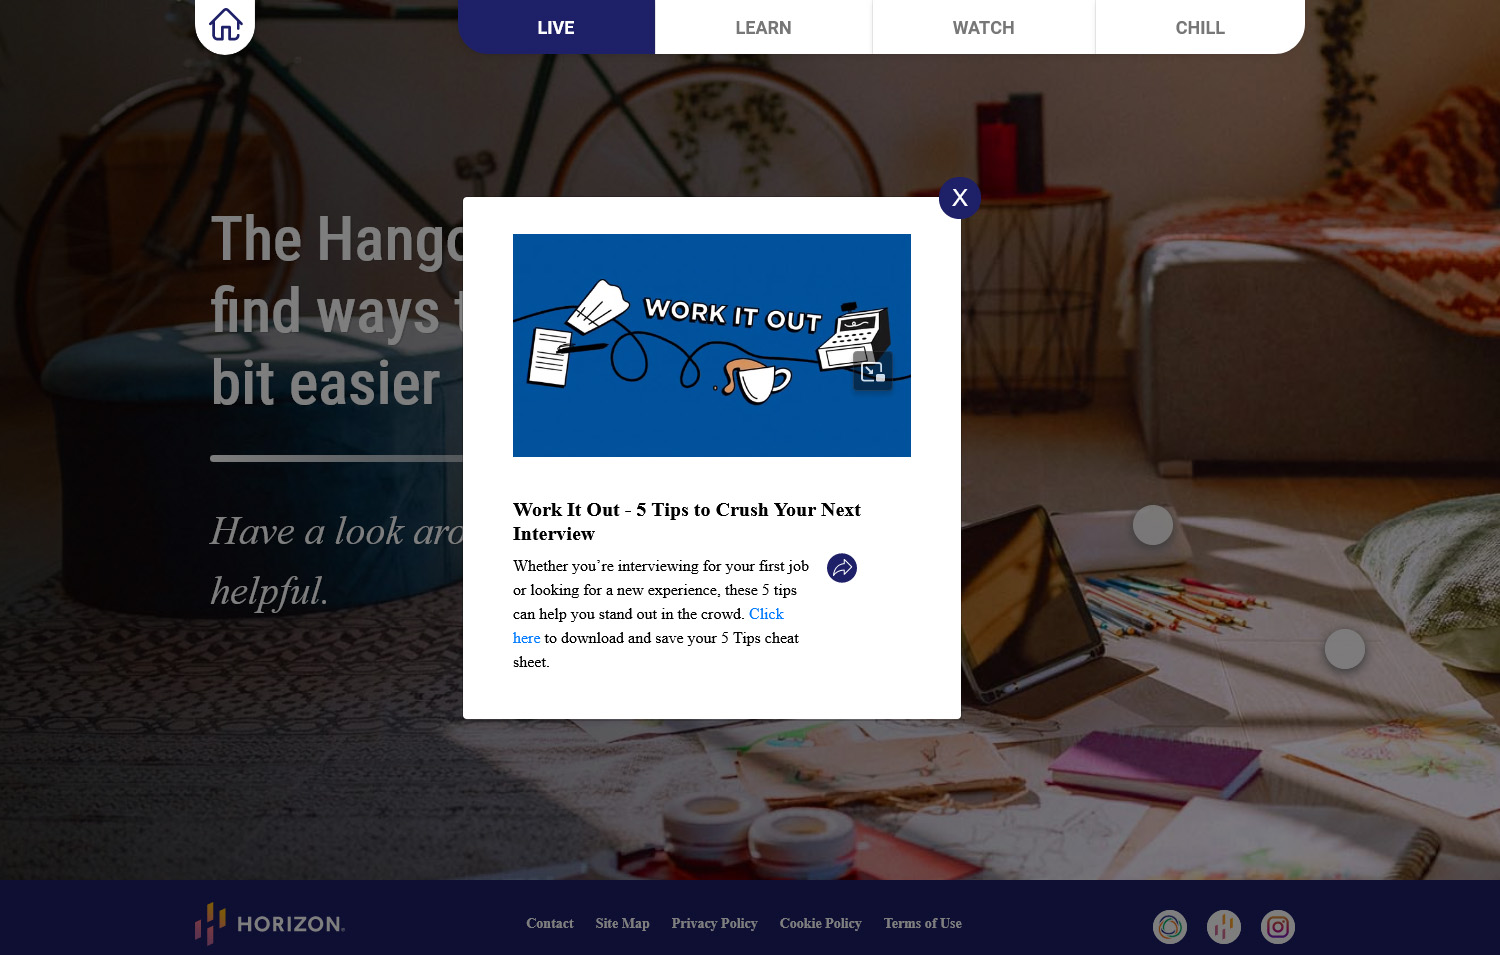 LIVE
LEARN
WATCH
CHILL
X
The Hango
find ways t
bit easier
Have a look aro
helpful.
WORK IT OUT
Work It Out - 5 Tips to Crush Your Next
Interview
Whether you’re interviewing for your first job
or looking for a new experience, these 5 tips
can help you stand out in the crowd. Click
here to download and save your 5 Tips cheat
sheet.
HORIZON
Contact
Site Map
Privacy Policy
Cookie Policy
Terms of Use